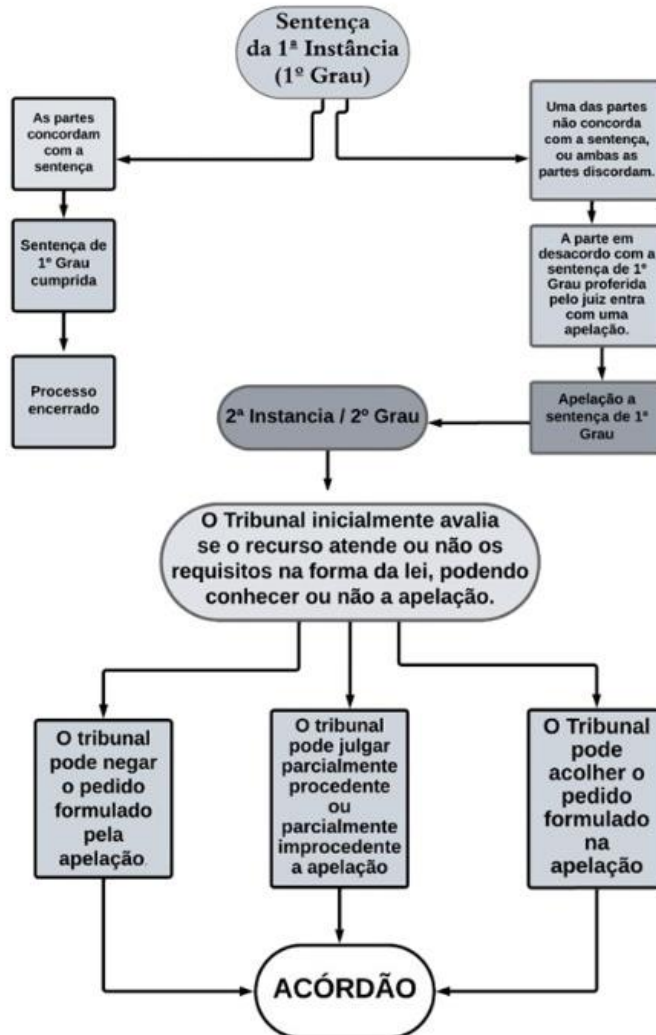 Sentença
da 1ª Instância
(1º Grau)
As partes
concordam
com a
sentença
Uma das partes
não concorda
com a sentença,
ou ambas as
partes discordam.
Sentença de
1º Grau
cumprida
A parte em
desacordo com a
sentença de 1º
Grau proferida
pelo juiz entra
com uma
apelação.
Processo
encerrado
2ª Instancia / 2º Grau
Apelação a
sentença de 1º
Grau
O Tribunal inicialmente avalia
se o recurso atende ou não os
requisitos na forma da lei, podendo
conhecer ou não a apelação.
O tribunal
pode negar
o pedido
formulado
pela
apelação
O tribunal
pode julgar
parcialmente
procedente
ou
parcialmente
improcedente
a apelação
O Tribunal
pode
acolher o
pedido
formulado
na
apelação
ACÓRDÃO